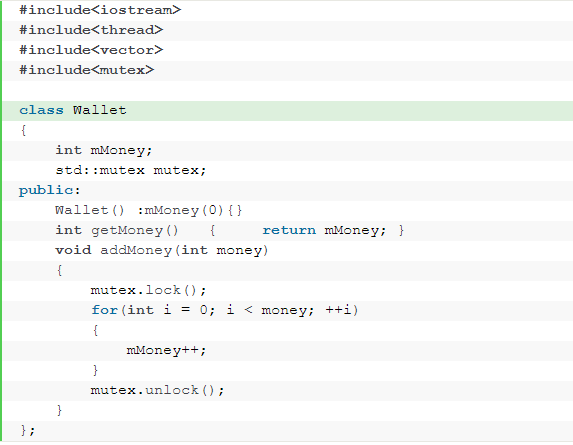 #include<iostream>
#include<thread>
#include<vector>
#include<mutex>
class Wallet
{
    int mMoney;
    std::mutex mutex;
public:
    Wallet() :mMoney(0){}
    int getMoney()   {     return mMoney; }
    void addMoney(int money)
    {
        mutex.lock();
        for(int i = 0; i < money; ++i)
        {
            mMoney++;
        }
        mutex.unlock();
    }
};